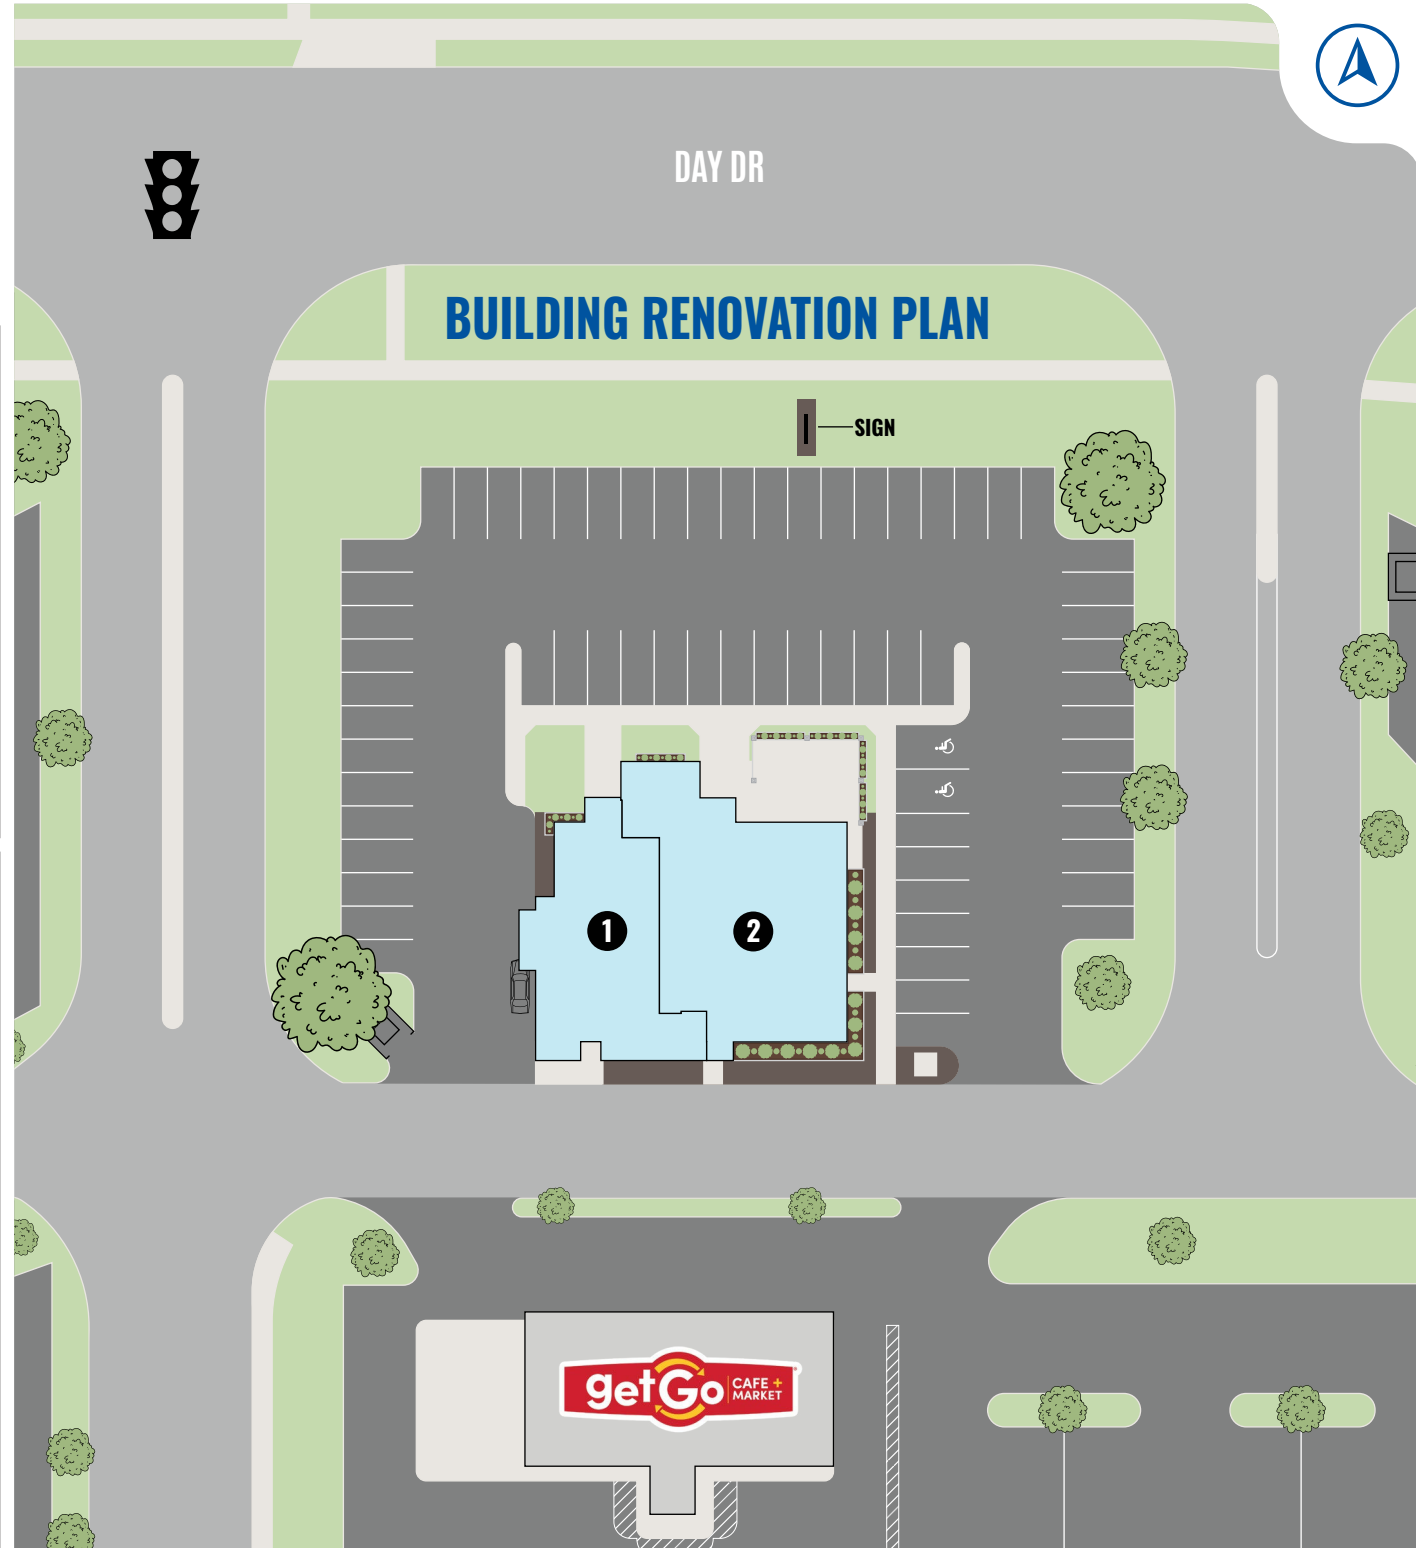 DAY DR
BUILDING RENOVATION PLAN
SIGN
1
2
getGo
CAFE +
MARKET